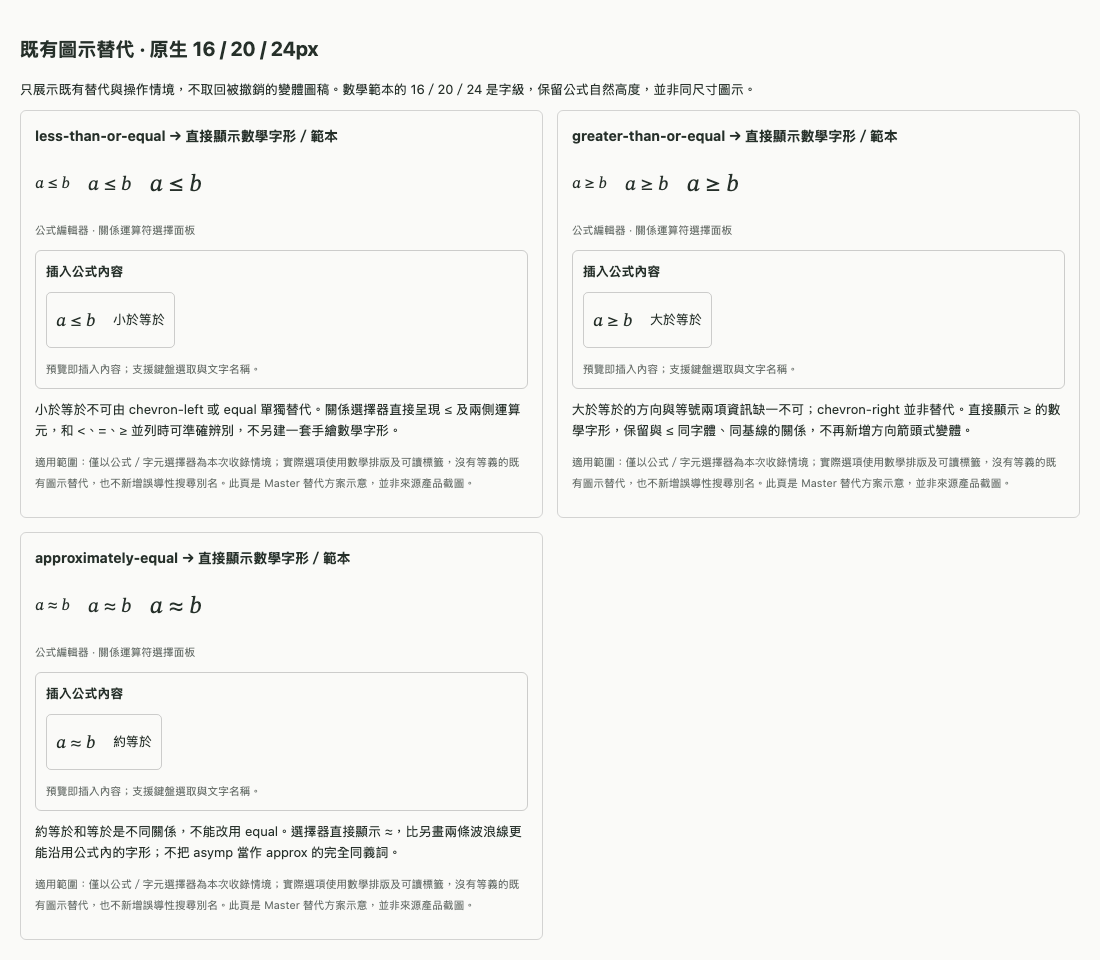 既有圖示替代 · 原生 16 / 20 / 24px
只展示既有替代與操作情境，不取回被撤銷的變體圖稿。數學範本的 16 / 20 / 24 是字級，保留公式自然高度，並非同尺寸圖示。
less-than-or-equal → 直接顯示數學字形 / 範本
a ≤ b a ≤ b a ≤ b
公式編輯器 · 關係運算符選擇面板
插入公式內容
a ≤ b 小於等於
預覽即插入內容；支援鍵盤選取與文字名稱。
小於等於不可由 chevron-left 或 equal 單獨替代。關係選擇器直接呈現 ≤ 及兩側運算
元，和 <、=、≥ 並列時可準確辨別，不另建一套手繪數學字形。
適用範圍：僅以公式 / 字元選擇器為本次收錄情境；實際選項使用數學排版及可讀標籤，沒有等義的既
有圖示替代，也不新增誤導性搜尋別名。此頁是 Master 替代方案示意，並非來源產品截圖。
greater-than-or-equal → 直接顯示數學字形 / 範本
a ≥ b a ≥ b a ≥ b
公式編輯器 · 關係運算符選擇面板
插入公式內容
a ≥ b 大於等於
預覽即插入內容；支援鍵盤選取與文字名稱。
大於等於的方向與等號兩項資訊缺一不可；chevron-right 並非替代。直接顯示 ≥ 的數
學字形，保留與 ≤ 同字體、同基線的關係，不再新增方向箭頭式變體。
適用範圍：僅以公式 / 字元選擇器為本次收錄情境；實際選項使用數學排版及可讀標籤，沒有等義的既
有圖示替代，也不新增誤導性搜尋別名。此頁是 Master 替代方案示意，並非來源產品截圖。
approximately-equal → 直接顯示數學字形 / 範本
a ≈ b a ≈ b a ≈ b
公式編輯器 · 關係運算符選擇面板
插入公式內容
a ≈ b 約等於
預覽即插入內容；支援鍵盤選取與文字名稱。
約等於和等於是不同關係，不能改用 equal。選擇器直接顯示 ≈，比另畫兩條波浪線更
能沿用公式內的字形；不把 asymp 當作 approx 的完全同義詞。
適用範圍：僅以公式 / 字元選擇器為本次收錄情境；實際選項使用數學排版及可讀標籤，沒有等義的既
有圖示替代，也不新增誤導性搜尋別名。此頁是 Master 替代方案示意，並非來源產品截圖。